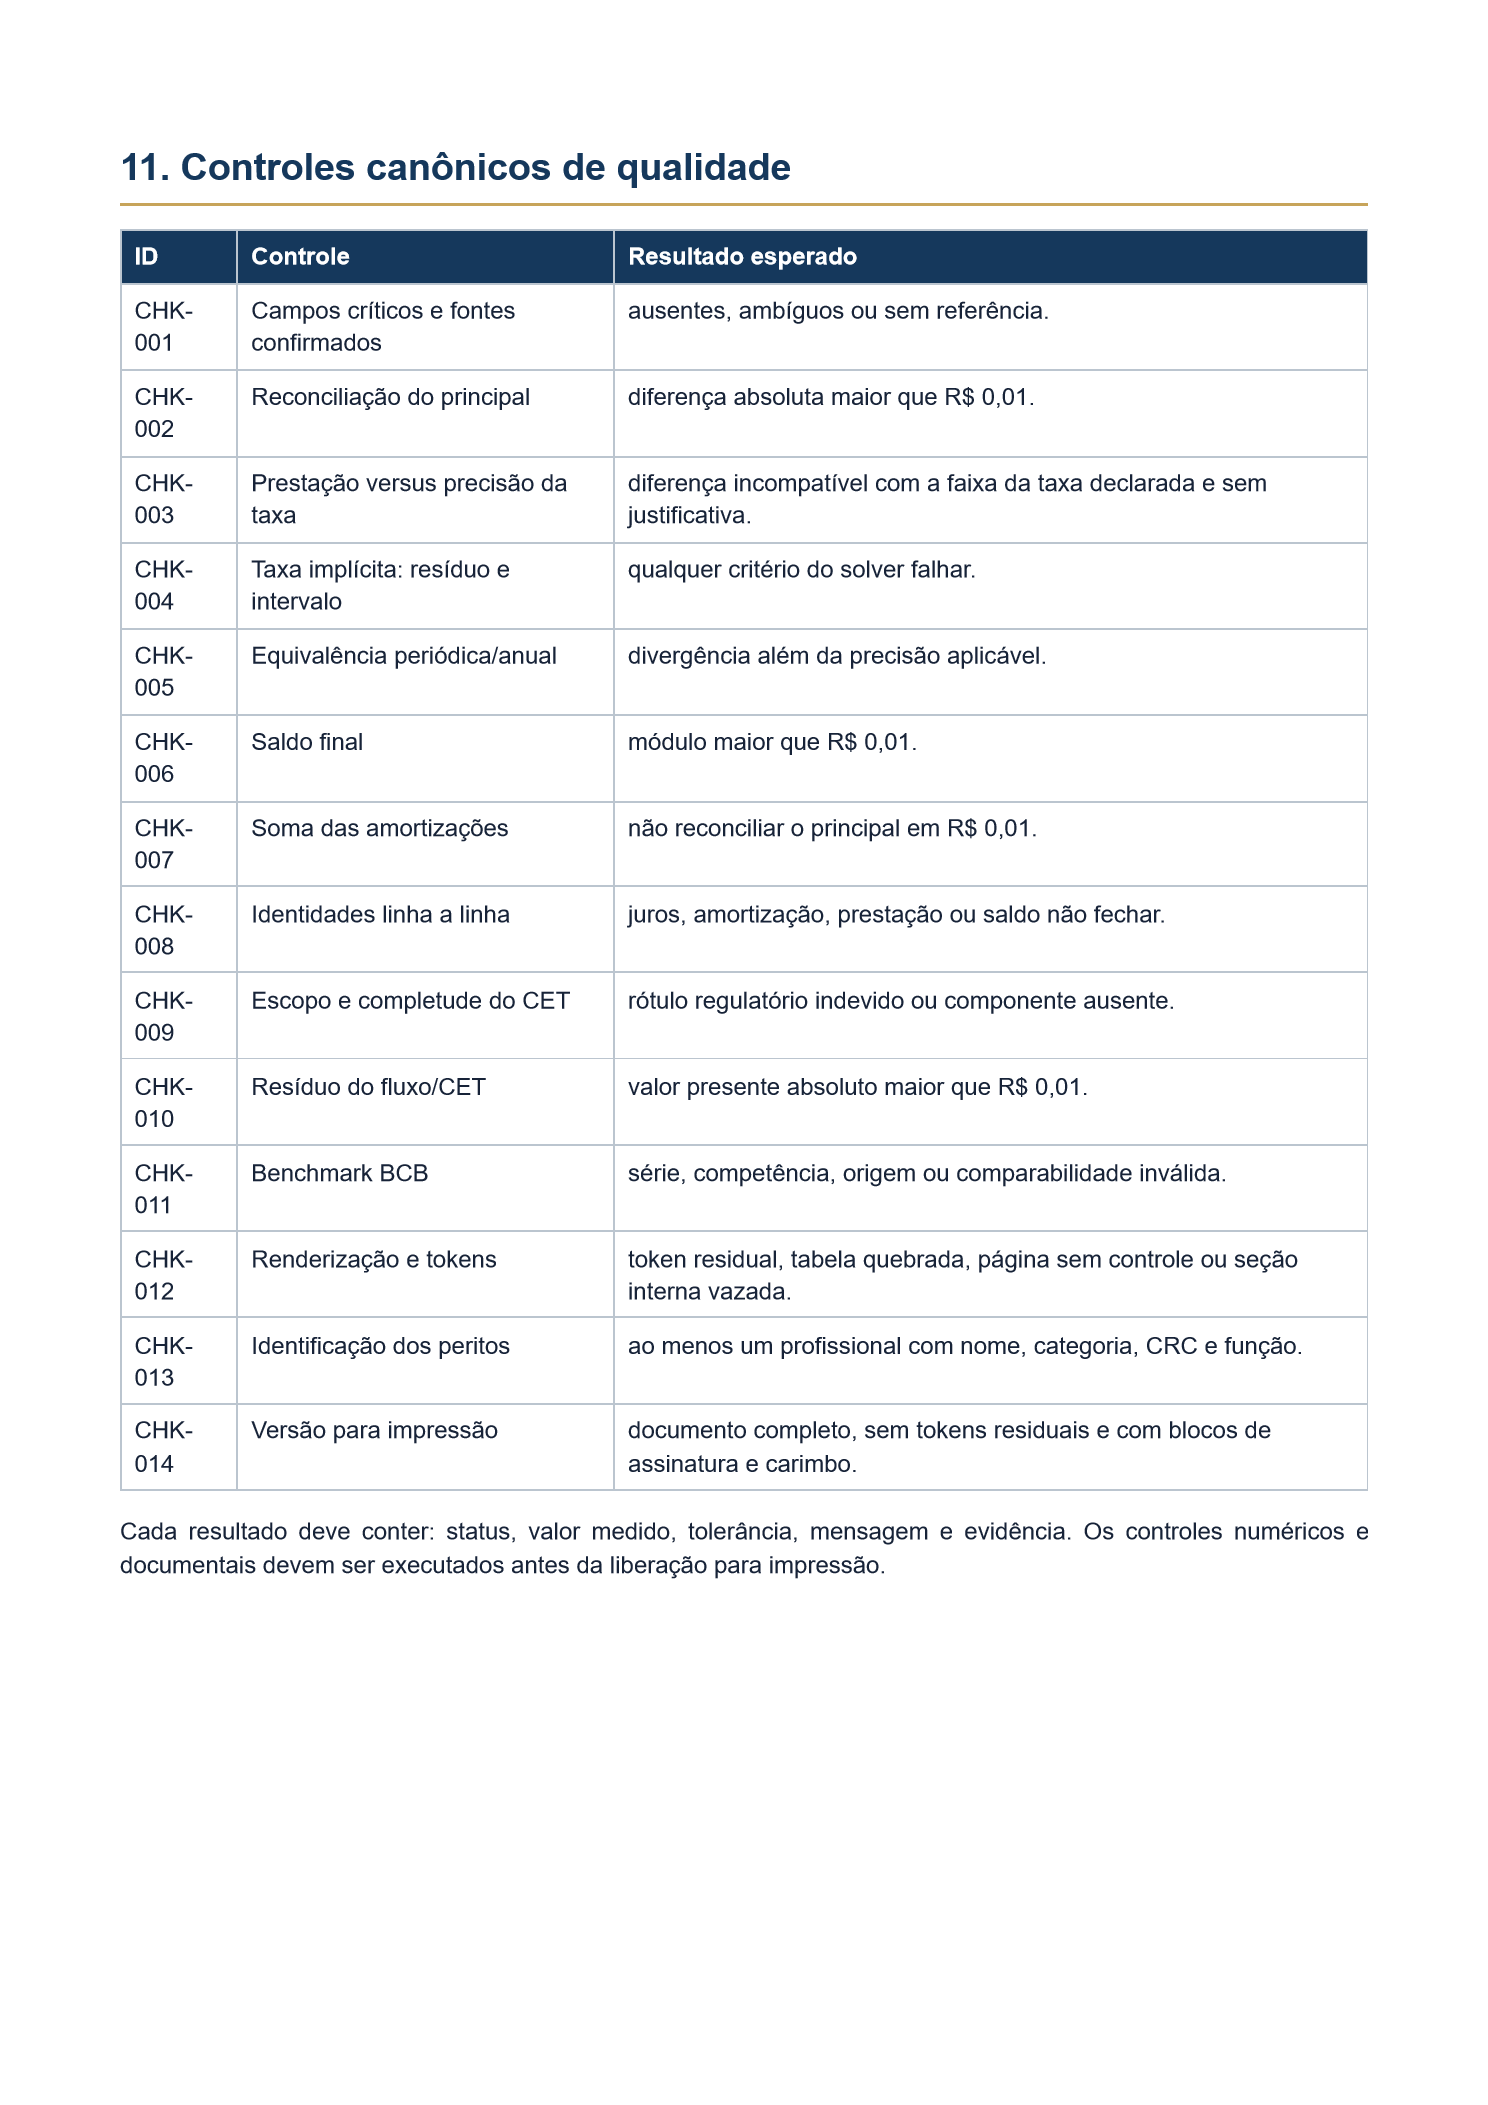 11. Controles canônicos de qualidade
ID Controle Resultado esperado
CHK-
001
Campos críticos e fontes
confirmados
ausentes, ambíguos ou sem referência.
CHK-
002
Reconciliação do principal
diferença absoluta maior que R$ 0,01.
CHK-
003
Prestação versus precisão da
taxa
diferença incompatível com a faixa da taxa declarada e sem
justificativa.
CHK-
004
Taxa implícita: resíduo e
intervalo
qualquer critério do solver falhar.
CHK-
005
Equivalência periódica/anual
divergência além da precisão aplicável.
CHK-
006
Saldo final
módulo maior que R$ 0,01.
CHK-
007
Soma das amortizações
não reconciliar o principal em R$ 0,01.
CHK-
008
Identidades linha a linha
juros, amortização, prestação ou saldo não fechar.
CHK-
009
Escopo e completude do CET
rótulo regulatório indevido ou componente ausente.
CHK-
010
Resíduo do fluxo/CET
valor presente absoluto maior que R$ 0,01.
CHK-
011
Benchmark BCB
série, competência, origem ou comparabilidade inválida.
CHK-
012
Renderização e tokens
token residual, tabela quebrada, página sem controle ou seção
interna vazada.
CHK-
013
Identificação dos peritos
ao menos um profissional com nome, categoria, CRC e função.
CHK-
014
Versão para impressão
documento completo, sem tokens residuais e com blocos de
assinatura e carimbo.
Cada resultado deve conter: status, valor medido, tolerância, mensagem e evidência. Os controles numéricos e
documentais devem ser executados antes da liberação para impressão.